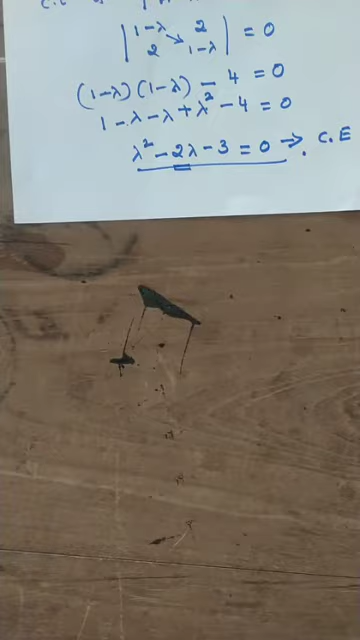 |1-λ 2|
|2 1-λ| = 0
(1-λ)(1-λ) - 4 = 0
1-λ-λ+λ²-4=0
λ²-2λ-3=0 → C.E